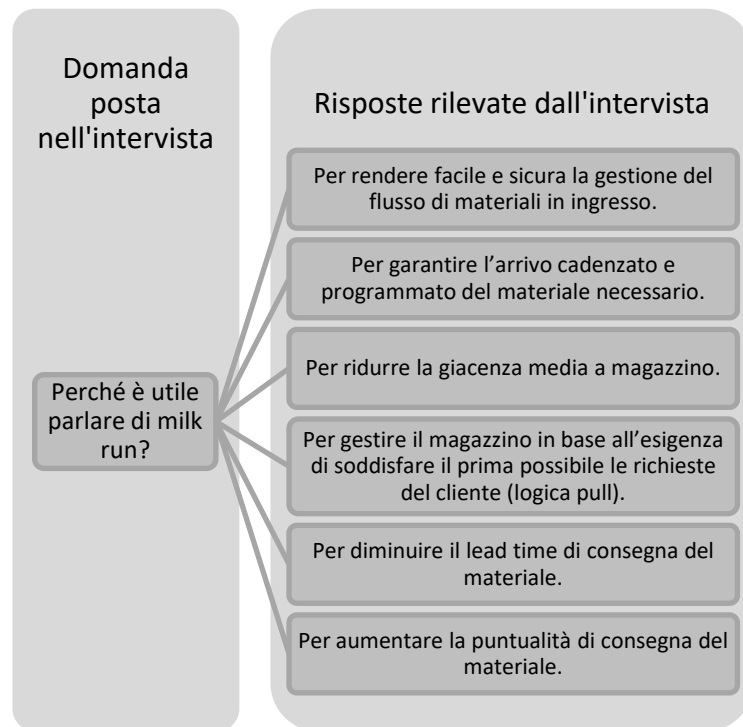 Domanda
posta
nell'intervista
Risposte rilevate dall'intervista
Perché è utile
parlare di milk
run?
Per rendere facile e sicura la gestione del
flusso di materiali in ingresso.
Per garantire l’arrivo cadenzato e
programmato del materiale necessario.
Per ridurre la giacenza media a magazzino.
Per gestire il magazzino in base all’esigenza
di soddisfare il prima possibile le richieste
del cliente (logica pull).
Per diminuire il lead time di consegna del
materiale.
Per aumentare la puntualità di consegna del
materiale.